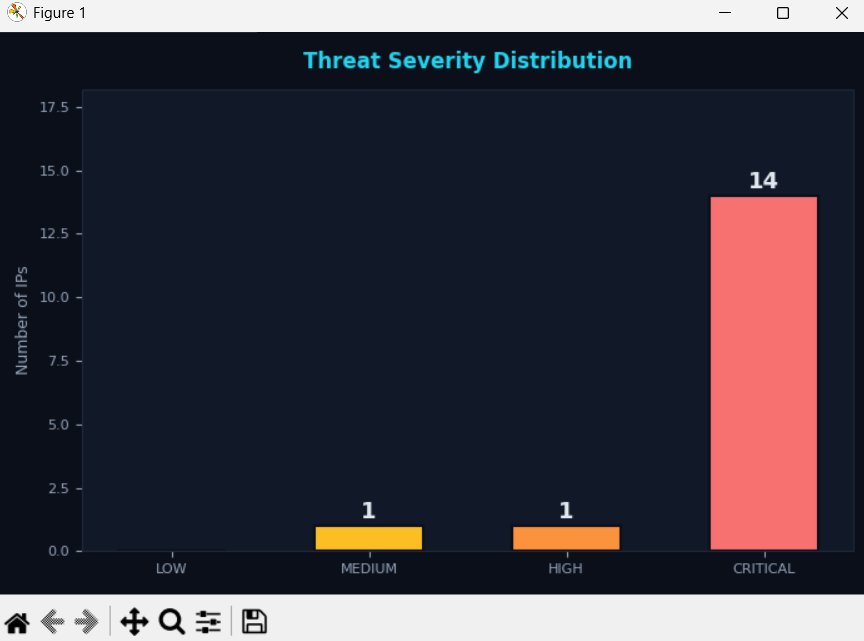 Figure 1
Threat Severity Distribution
17.5
15.0
12.5
10.0
7.5
5.0
2.5
0.0
Number of IPs
14
1
1
LOW
MEDIUM
HIGH
CRITICAL